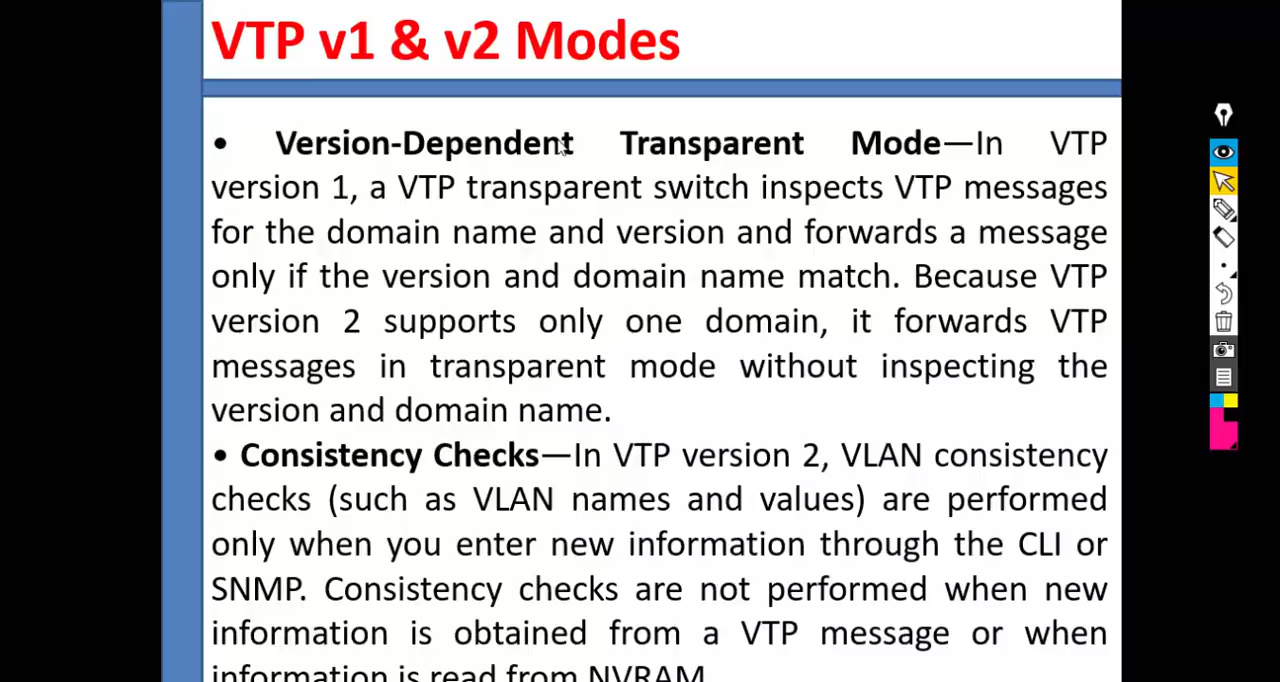 VTP v1 & v2 Modes
• Version-Dependent Transparent Mode—In VTP
version 1, a VTP transparent switch inspects VTP messages
for the domain name and version and forwards a message
only if the version and domain name match. Because VTP
version 2 supports only one domain, it forwards VTP
messages in transparent mode without inspecting the
version and domain name.
• Consistency Checks—In VTP version 2, VLAN consistency
checks (such as VLAN names and values) are performed
only when you enter new information through the CLI or
SNMP. Consistency checks are not performed when new
information is obtained from a VTP message or when
information is read from NVRAM.